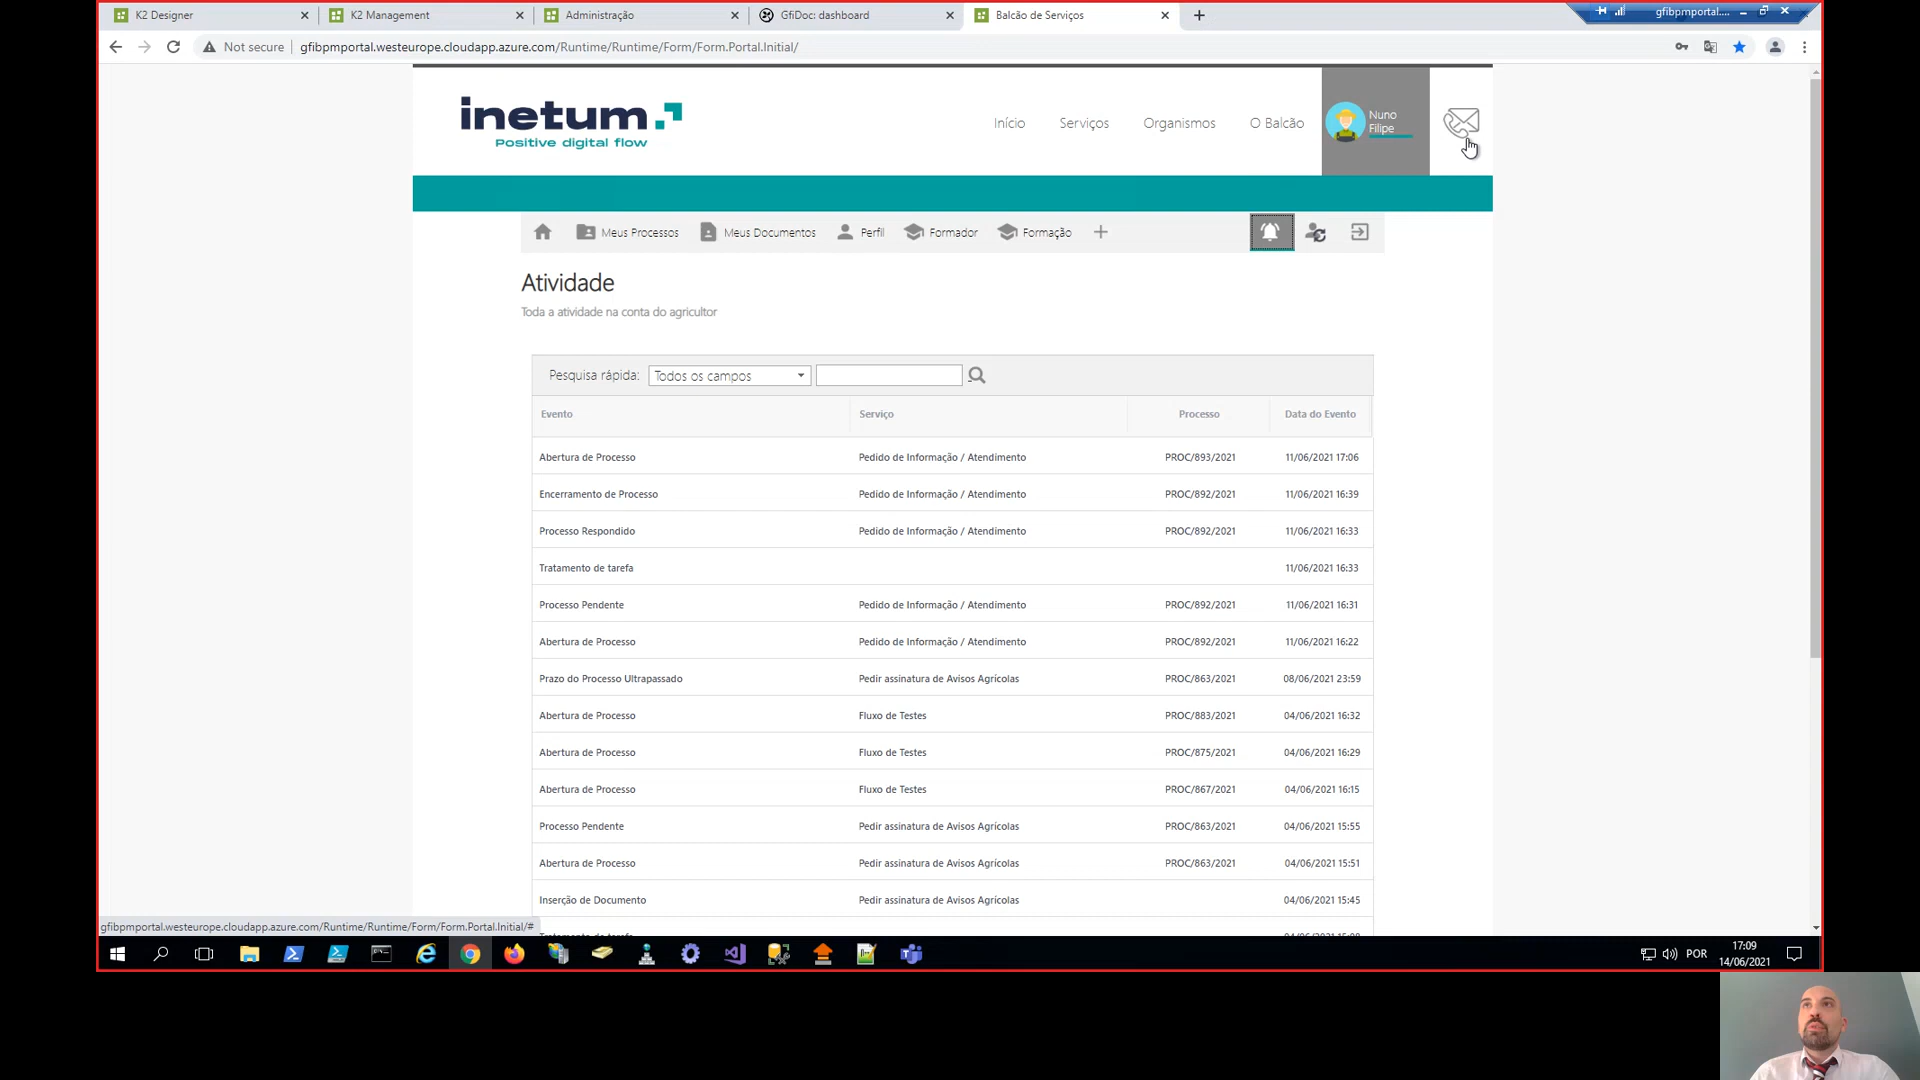 K2 Designer
K2 Management
Administração
GfiDoc: dashboard
Balcão de Serviços
gfibpmportal....
Not secure
gfibpmportal.westeurope.cloudapp.azure.com/Runtime/Runtime/Form/Form.Portal.Initial/
inetum
Positive digital flow
Início
Serviços
Organismos
O Balcão
Nuno
Filipe
Meus Processos
Meus Documentos
Perfil
Formador
Formação
Atividade
Toda a atividade na conta do agricultor
Pesquisa rápida: Todos os campos
Evento Serviço Processo Data do Evento
Abertura de Processo Pedido de Informação / Atendimento PROC/893/2021 11/06/2021 17:06
Encerramento de Processo Pedido de Informação / Atendimento PROC/892/2021 11/06/2021 16:39
Processo Respondido Pedido de Informação / Atendimento PROC/892/2021 11/06/2021 16:33
Tratamento de tarefa 11/06/2021 16:33
Processo Pendente Pedido de Informação / Atendimento PROC/892/2021 11/06/2021 16:31
Abertura de Processo Pedido de Informação / Atendimento PROC/892/2021 11/06/2021 16:22
Prazo do Processo Ultrapassado Pedir assinatura de Avisos Agrícolas PROC/863/2021 08/06/2021 23:59
Abertura de Processo Fluxo de Testes PROC/883/2021 04/06/2021 16:32
Abertura de Processo Fluxo de Testes PROC/875/2021 04/06/2021 16:29
Abertura de Processo Fluxo de Testes PROC/867/2021 04/06/2021 16:15
Processo Pendente Pedir assinatura de Avisos Agrícolas PROC/863/2021 04/06/2021 15:55
Abertura de Processo Pedir assinatura de Avisos Agrícolas PROC/863/2021 04/06/2021 15:51
Inserção de Documento Pedir assinatura de Avisos Agrícolas 04/06/2021 15:45
gfibpmportal.westeurope.cloudapp.azure.com/Runtime/Runtime/Form/Form.Portal.Initial/#
POR
17:09
14/06/2021